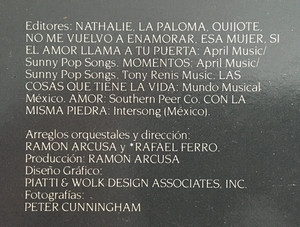 Editores: NATHALIE, LA PALOMA, QUIJOTE,
NO ME VUELVO A ENAMORAR, ESA MUJER, SI
EL AMOR LLAMA A TU PUERTA: April Music/
Sunny Pop Songs. MOMENTOS: April Music/
Sunny Pop Songs. Tony Renis Music. LAS
COSAS QUE TIENE LA VIDA: Mundo Musical
México. AMOR: Southern Peer Co. CON LA
MISMA PIEDRA: Intersong (México).
Arreglos orquestales y dirección:
RAMON ARCUSA y *RAFAEL FERRO.
Producción: RAMON ARCUSA
Diseño Gráfico:
PIATTI & WOLK DESIGN ASSOCIATES, INC.
Fotografías:
PETER CUNNINGHAM